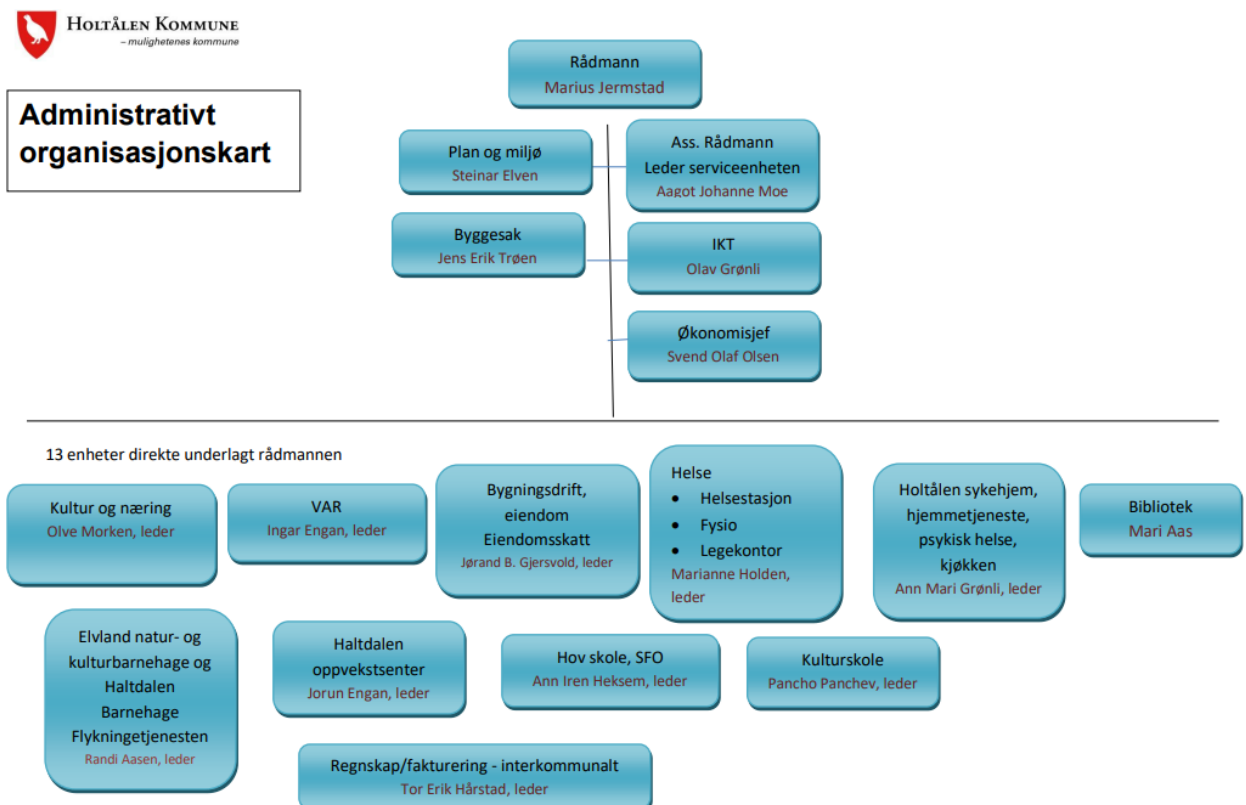 HOLTÅLEN KOMMUNE
– mulighetenes kommune
Administrativt
organisasjonskart
Rådmann
Marius Jermstad
Plan og miljø
Steinar Elven
Ass. Rådmann
Leder serviceenheten
Aagot Johanne Moe
Byggesak
Jens Erik Trøen
IKT
Olav Grønli
Økonomisjef
Svend Olaf Olsen
13 enheter direkte underlagt rådmannen
Kultur og næring
Olve Morken, leder
VAR
Ingar Engan, leder
Bygningsdrift,
eiendom
Eiendomsskatt
Jørand B. Gjersvold, leder
Helse
• Helsestasjon
• Fysio
• Legekontor
Marianne Holden,
leder
Holtålen sykehjem,
hjemmetjeneste,
psykisk helse,
kjøkken
Ann Mari Grønli, leder
Bibliotek
Mari Aas
Elvland natur- og
kulturbarnehage og
Haltdalen
Barnehage
Flykningetjenesten
Randi Aasen, leder
Haltdalen
oppvekstsenter
Jorun Engan, leder
Hov skole, SFO
Ann Iren Heksem, leder
Kulturskole
Pancho Panchev, leder
Regnskap/fakturering - interkommunalt
Tor Erik Hårstad, leder